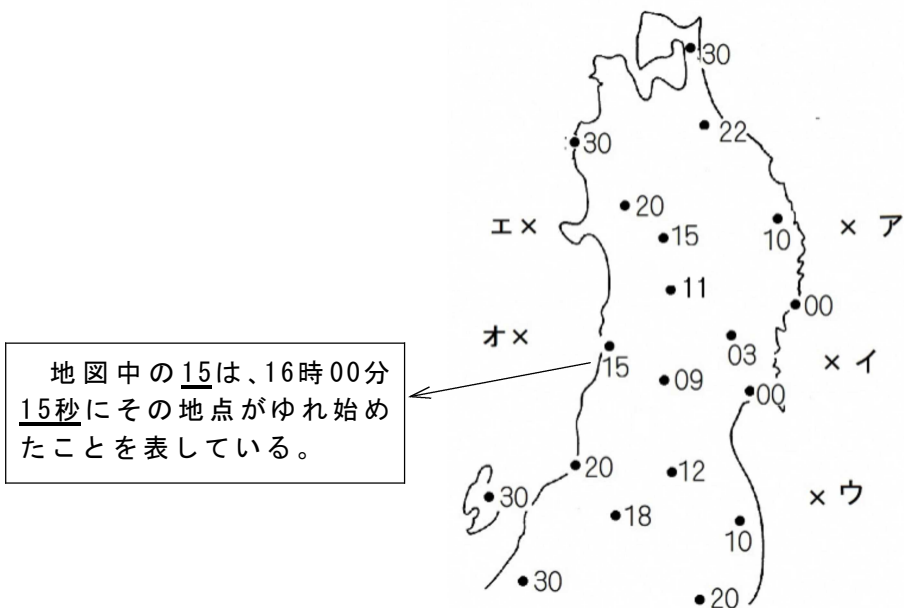 30
22
30
20
エ×
15
10
× ア
11
00
オ×
03
15
× イ
地図中の15は、16時00分
09
00
15秒にその地点がゆれ始め
たことを表している。
20
12
30
× ウ
18
10
30
20